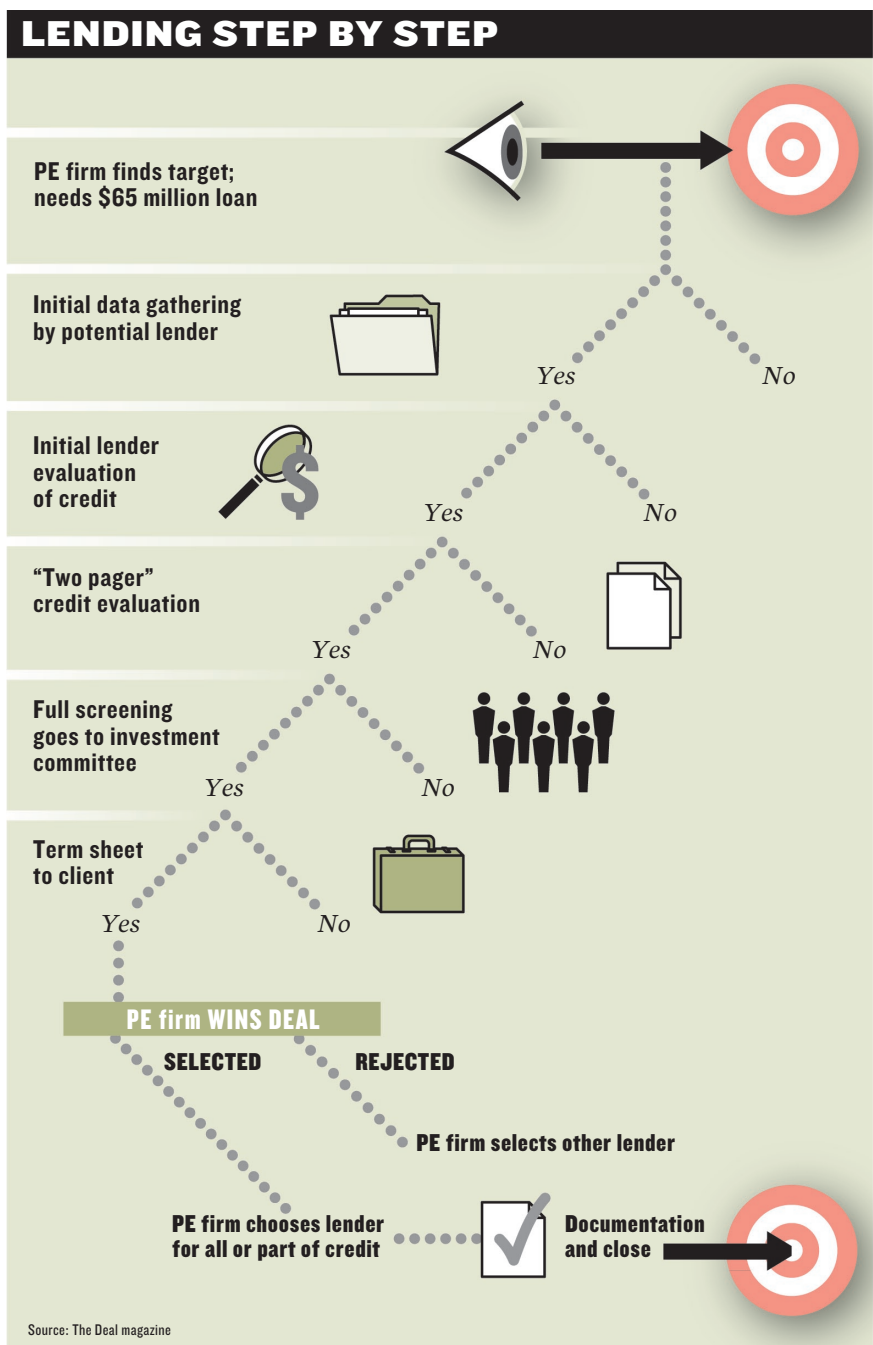 LENDING STEP BY STEP
PE firm finds target;
needs $65 million loan
Initial data gathering
by potential lender
Yes
No
Initial lender
evaluation
of credit
Yes
No
“Two pager”
credit evaluation
Yes
No
Full screening
goes to investment
committee
Yes
No
Term sheet
to client
Yes
No
PE firm WINS DEAL
SELECTED
REJECTED
PE firm selects other lender
PE firm chooses lender
for all or part of credit
Documentation
and close
Source: The Deal magazine